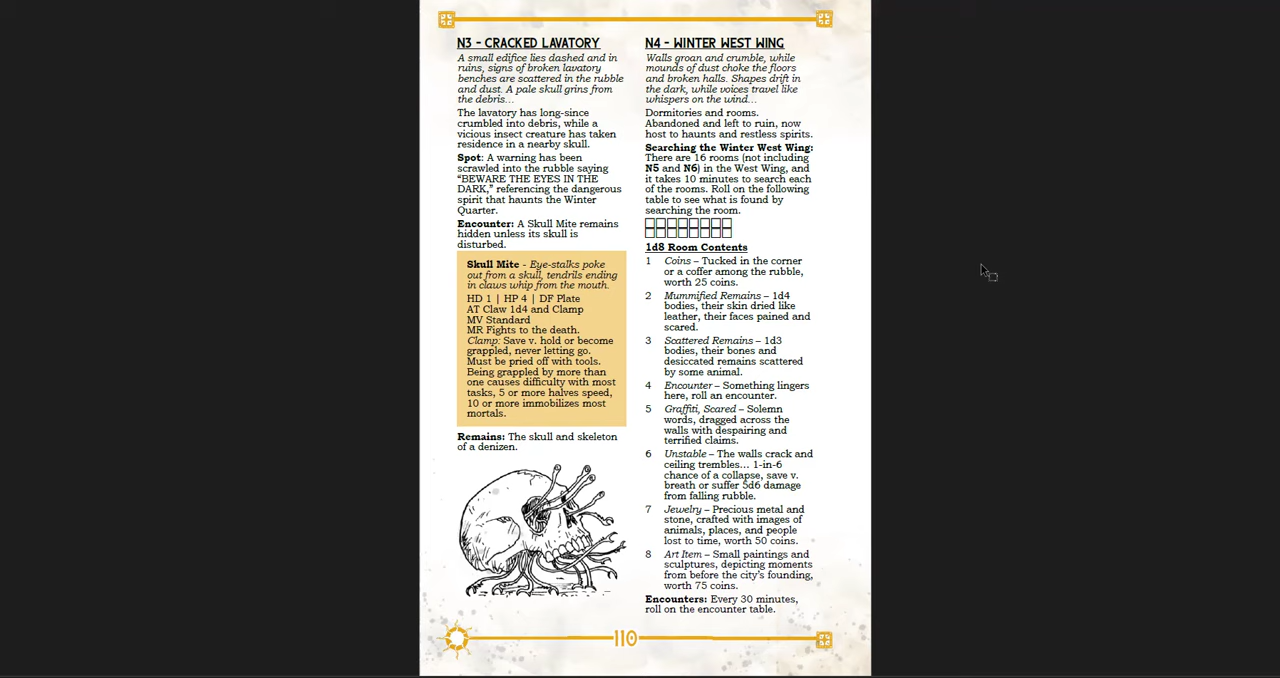 N3 - CRACKED LAVATORY
A small edifice lies dashed and in
ruins, signs of broken lavatory
benches are scattered in the rubble
and dust. A pale skull grins from
the debris...
The lavatory has long-since
crumbled into debris, while a
vicious insect creature has taken
residence in a nearby skull.
Spot: A warning has been
scrawled into the rubble saying
“BEWARE THE EYES IN THE
DARK,” referencing the dangerous
spirit that haunts the Winter
Quarter.
Encounter: A Skull Mite remains
hidden unless its skull is
disturbed.
Skull Mite - Eye-stalks poke
out from a skull, tendrils ending
in claws whip from the mouth.
HD 1 | HP 4 | DF Plate
AT Claw 1d4 and Clamp
MV Standard
MR Fights to the death.
Clamp: Save v. hold or become
grappled, never letting go.
Must be pried off with tools.
Being grappled by more than
one causes difficulty with most
tasks, 5 or more halves speed,
10 or more immobilizes most
mortals.
Remains: The skull and skeleton
of a denizen.
N4 - WINTER WEST WING
Walls groan and crumble, while
mounds of dust choke the floors
and broken halls. Shapes drift in
the dark, while voices travel like
whispers on the wind...
Dormitories and rooms.
Abandoned and left to ruin, now
host to haunts and restless spirits.
Searching the Winter West Wing:
There are 16 rooms (not including
N5 and N6) in the West Wing, and
it takes 10 minutes to search each
of the rooms. Roll on the following
table to see what is found by
searching the room.
1d8 Room Contents
1 Coins – Tucked in the corner
or a coffer among the rubble,
worth 25 coins.
2 Mummified Remains – 1d4
bodies, their skin dried like
leather, their faces pained and
scared.
3 Scattered Remains – 1d3
bodies, their bones and
desiccated remains scattered
by some animal.
4 Encounter – Something lingers
here, roll an encounter.
5 Graffiti, Scared – Solemn
words, dragged across the
walls with despairing and
terrified claims.
6 Unstable – The walls crack and
ceiling trembles... 1-in-6
chance of a collapse, save v.
breath or suffer 5d6 damage
from falling rubble.
7 Jewelry – Precious metal and
stone, crafted with images of
animals, places, and people
lost to time, worth 50 coins.
8 Art Item – Small paintings and
sculptures, depicting moments
from before the city's founding,
worth 75 coins.
Encounters: Every 30 minutes,
roll on the encounter table.
110